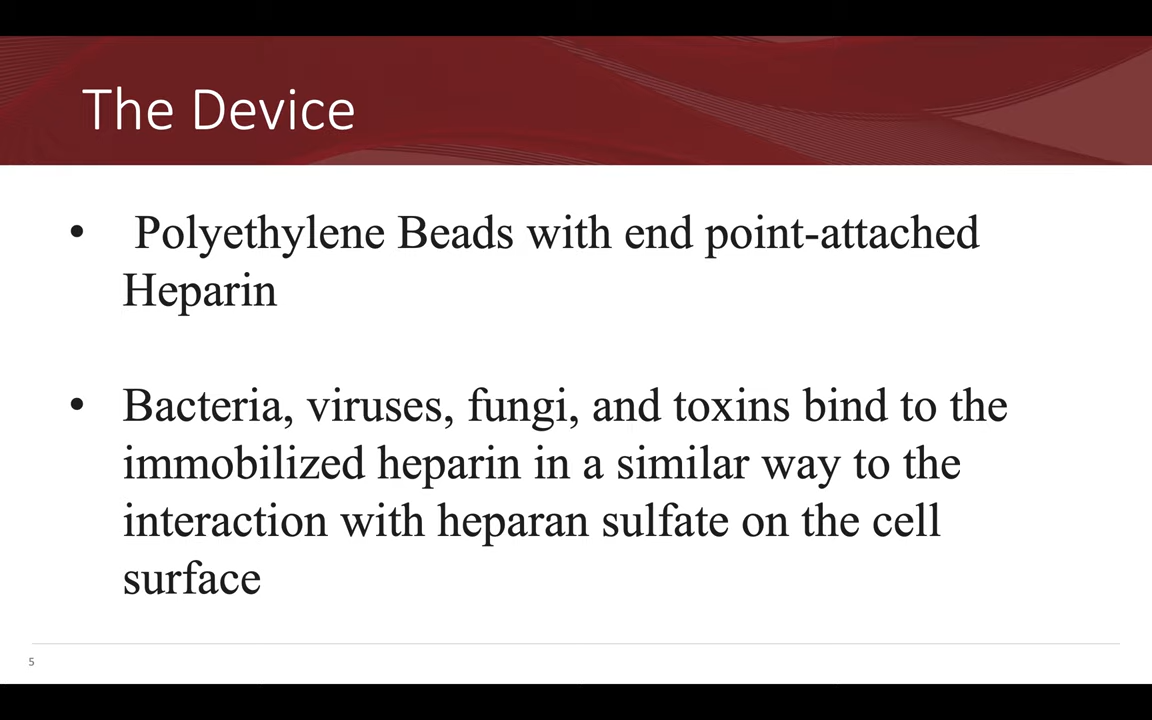 The Device
• Polyethylene Beads with end point-attached
Heparin
• Bacteria, viruses, fungi, and toxins bind to the
immobilized heparin in a similar way to the
interaction with heparan sulfate on the cell
surface
5